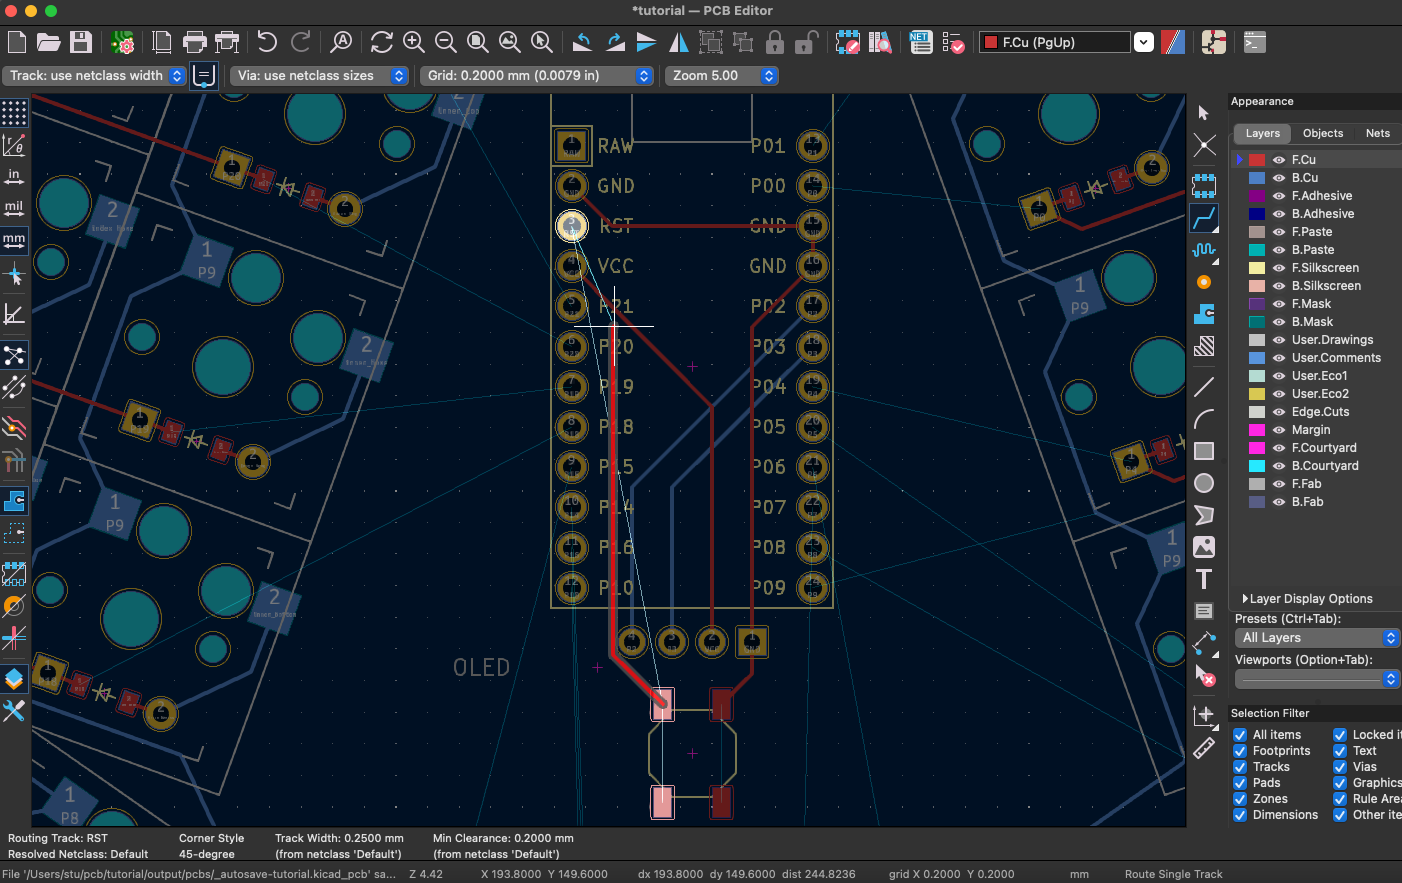 *tutorial — PCB Editor
F.Cu (PgUp)
Track: use netclass width
Via: use netclass sizes
Grid: 0.2000 mm (0.0079 in)
Zoom 5.00
in
mil
mm
NET
T
RAW
GND
RST
VCC
P21
P20
P19
P18
P15
P14
P16
P10
P01
P00
GND
GND
P02
P03
P04
P05
P06
P07
P08
P09
OLED
1
P9
1
P9
1
P8
1
P9
1
P9
2
2
2
2
Appearance
Layers
Objects
Nets
F.Cu
B.Cu
F.Adhesive
B.Adhesive
F.Paste
B.Paste
F.Silkscreen
B.Silkscreen
F.Mask
B.Mask
User.Drawings
User.Comments
User.Eco1
User.Eco2
Edge.Cuts
Margin
F.Courtyard
B.Courtyard
F.Fab
B.Fab
Layer Display Options
Presets (Ctrl+Tab):
All Layers
Viewports (Option+Tab):
Selection Filter
All items
Locked it
Footprints
Text
Tracks
Vias
Pads
Graphics
Zones
Rule Area
Dimensions
Other ite
Routing Track: RST
Resolved Netclass: Default
Corner Style
45-degree
Track Width: 0.2500 mm
(from netclass 'Default')
Min Clearance: 0.2000 mm
(from netclass 'Default')
File '/Users/stu/pcb/tutorial/output/pcbs/_autosave-tutorial.kicad_pcb' sa...
Z 4.42
X 193.8000 Y 149.6000
dx 193.8000 dy 149.6000 dist 244.8236
grid X 0.2000 Y 0.2000
mm
Route Single Track